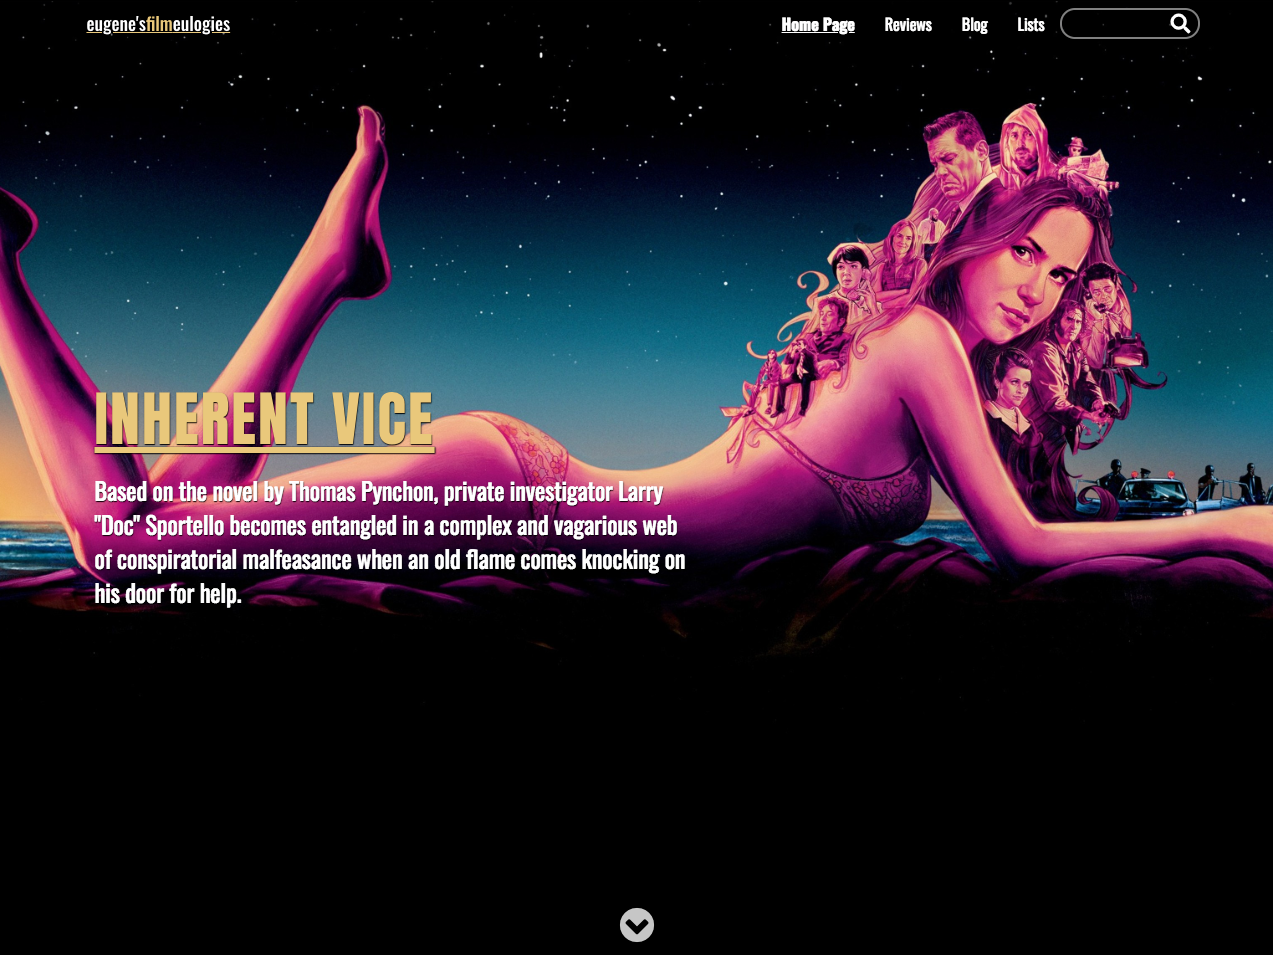 eugene'sfilmeulogies
Home Page
Reviews
Blog
Lists
INHERENT VICE
Based on the novel by Thomas Pynchon, private investigator Larry
"Doc" Sportello becomes entangled in a complex and vagarious web
of conspiratorial malfeasance when an old flame comes knocking on
his door for help.